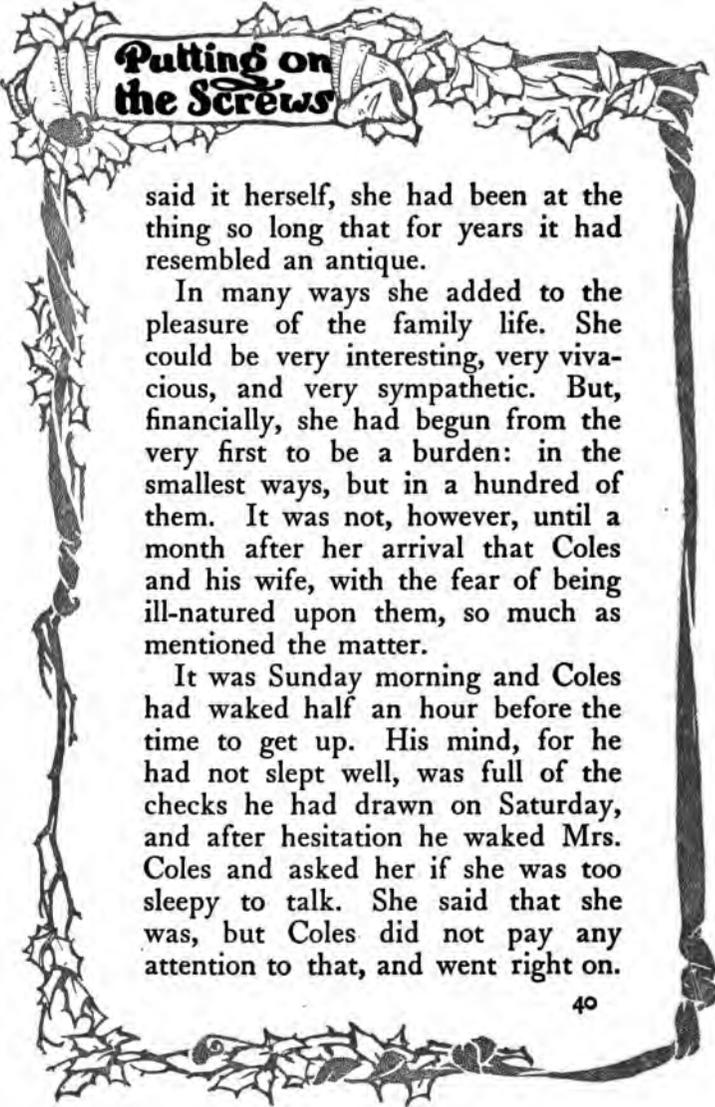 Putting on
the Screws
said it herself, she had been at the
thing so long that for years it had
resembled an antique.
In many ways she added to the
pleasure of the family life. She
could be very interesting, very viva-
cious, and very sympathetic. But,
financially, she had begun from the
very first to be a burden: in the
smallest ways, but in a hundred of
them. It was not, however, until a
month after her arrival that Coles
and his wife, with the fear of being
ill-natured upon them, so much as
mentioned the matter.
It was Sunday morning and Coles
had waked half an hour before the
time to get up. His mind, for he
had not slept well, was full of the
checks he had drawn on Saturday,
and after hesitation he waked Mrs.
Coles and asked her if she was too
sleepy to talk. She said that she
was, but Coles did not pay any
attention to that, and went right on.
40